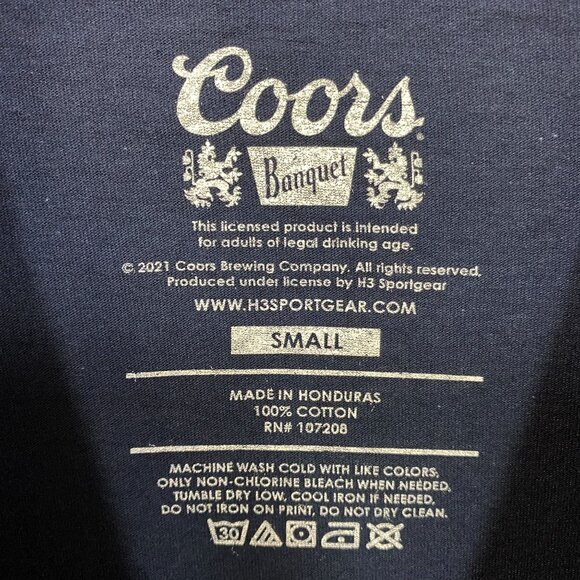 Coors®
Banquet
This licensed product is intended
for adults of legal drinking age.
© 2021 Coors Brewing Company. All rights reserved.
Produced under license by H3 Sportgear
WWW.H3SPORTGEAR.COM
SMALL
MADE IN HONDURAS
100% COTTON
RN# 107208
MACHINE WASH COLD WITH LIKE COLORS,
ONLY NON-CHLORINE BLEACH WHEN NEEDED,
TUMBLE DRY LOW, COOL IRON IF NEEDED.
DO NOT IRON ON PRINT, DO NOT DRY CLEAN.
30